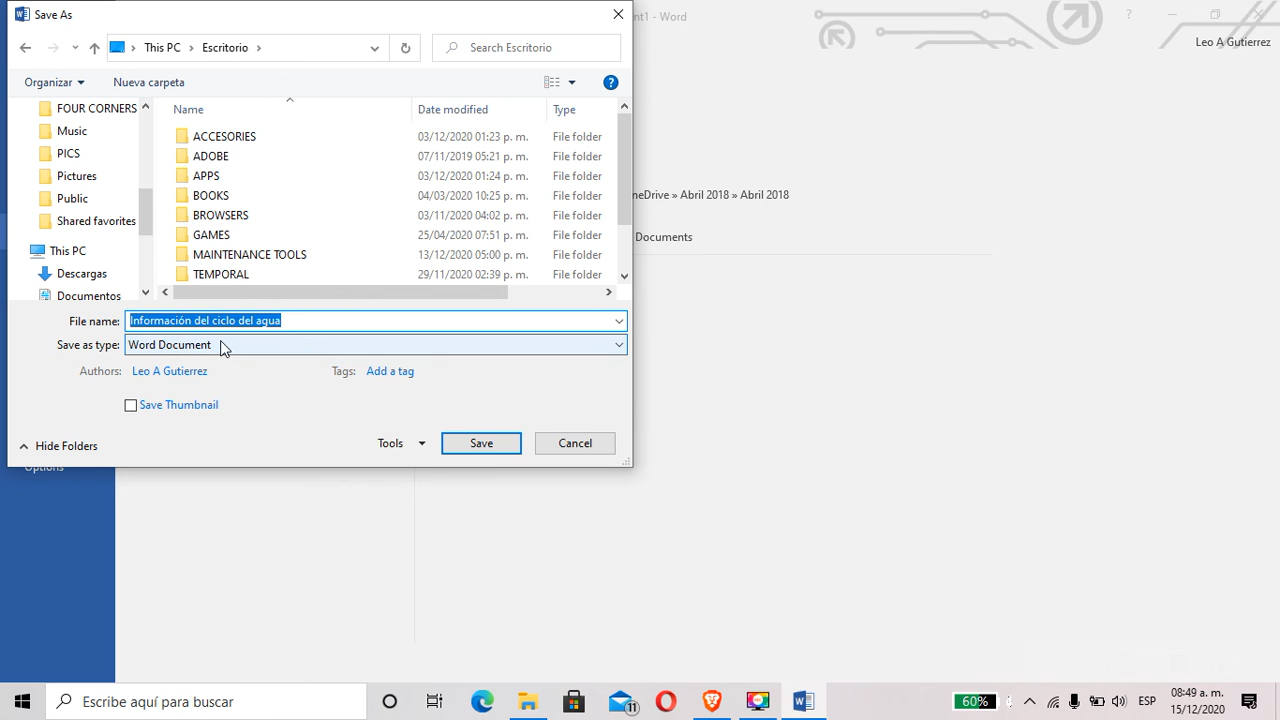 Save As
nt1 - Word
?
Leo A Gutierrez
This PC
Escritorio
Search Escritorio
Organizar
Nueva carpeta
?
Name
Date modified
Type
FOUR CORNERS
Music
PICS
Pictures
Public
Shared favorites
This PC
Descargas
Documentos
ACCESORIES 03/12/2020 01:23 p. m. File folder
ADOBE 07/11/2019 05:21 p. m. File folder
APPS 03/12/2020 01:24 p. m. File folder
BOOKS 04/03/2020 10:25 p. m. File folder
BROWSERS 03/11/2020 04:02 p. m. File folder
GAMES 25/04/2020 07:51 p. m. File folder
MAINTENANCE TOOLS 13/12/2020 05:00 p. m. File folder
TEMPORAL 29/11/2020 02:39 p. m. File folder
neDrive » Abril 2018 » Abril 2018
Documents
File name: Información del ciclo del agua
Save as type: Word Document
Authors: Leo A Gutierrez
Tags: Add a tag
Save Thumbnail
Hide Folders
Tools
Save
Cancel
Options
Escribe aquí para buscar
11
60%
ESP
08:49 a. m.
15/12/2020